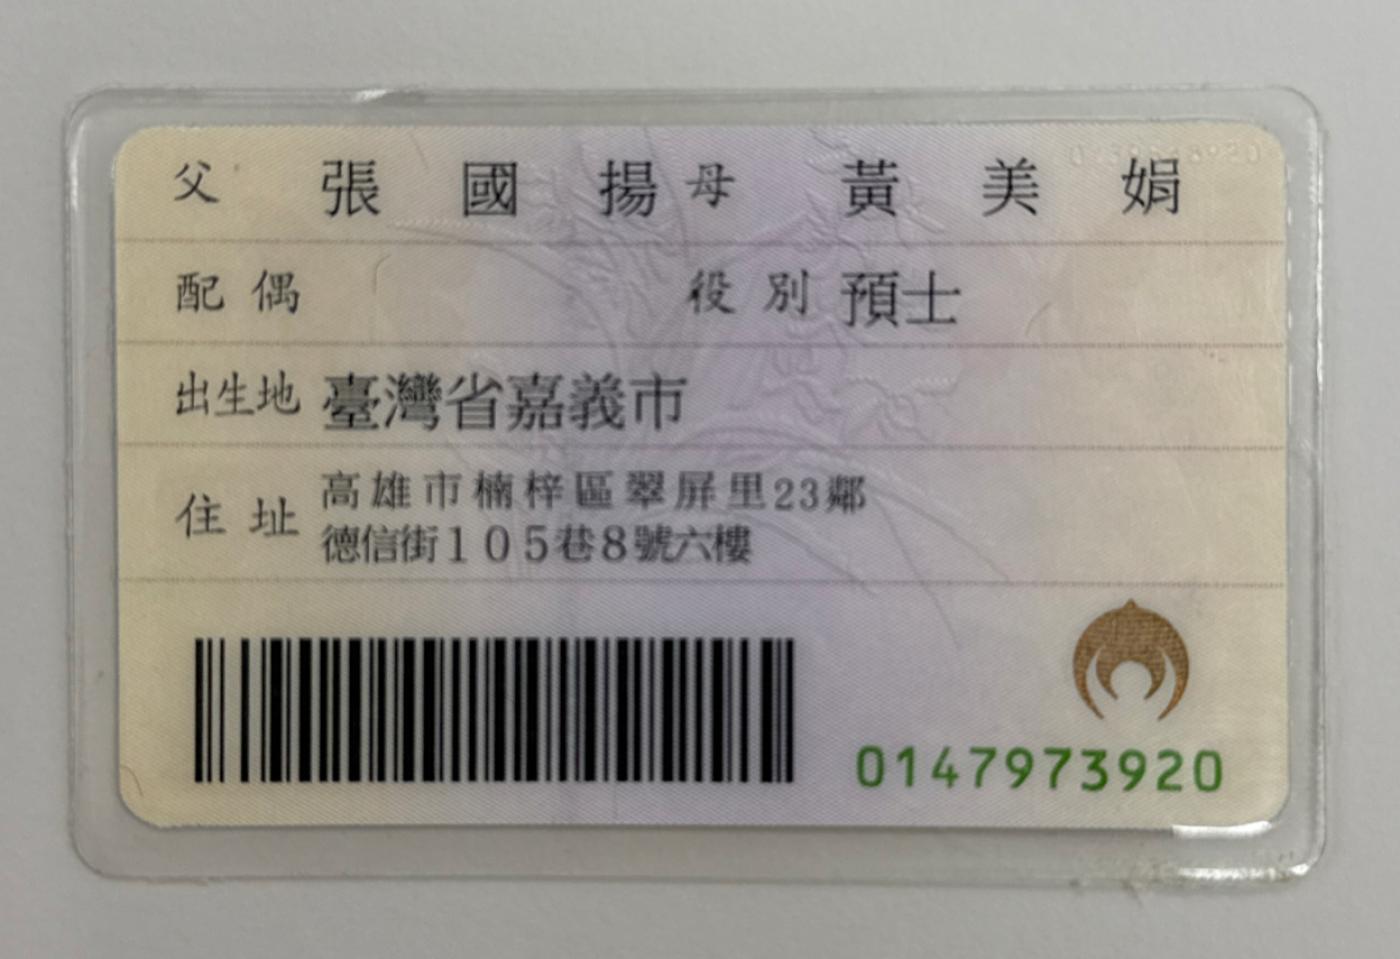 父 張國揚 母 黃美娟
配偶 役別 預士
出生地 臺灣省嘉義市
住址 高雄市楠梓區翠屏里23鄰
德信街105巷8號六樓
0147973920